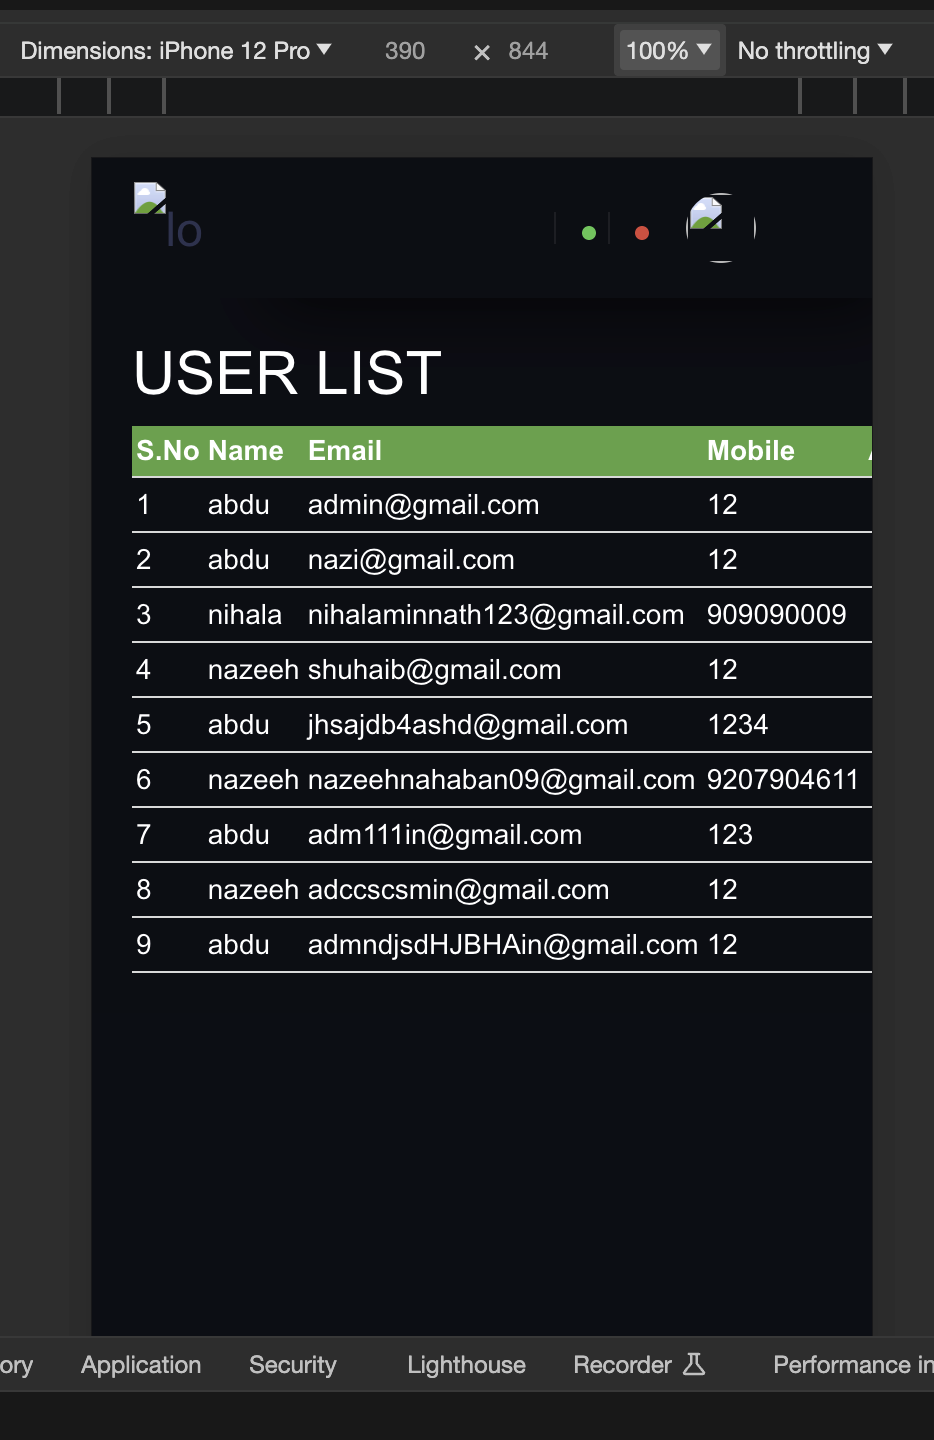 Dimensions: iPhone 12 Pro ▼ 390 × 844 100% ▼ No throttling ▼
lo
USER LIST
S.No Name Email Mobile
1 abdu admin@gmail.com 12
2 abdu nazi@gmail.com 12
3 nihala nihalaminnath123@gmail.com 909090009
4 nazeeh shuhaib@gmail.com 12
5 abdu jhsajdb4ashd@gmail.com 1234
6 nazeeh nazeehnahaban09@gmail.com 9207904611
7 abdu adm111in@gmail.com 123
8 nazeeh adccscsmin@gmail.com 12
9 abdu admndjsdHJBHAin@gmail.com 12
ory Application Security Lighthouse Recorder Performance in